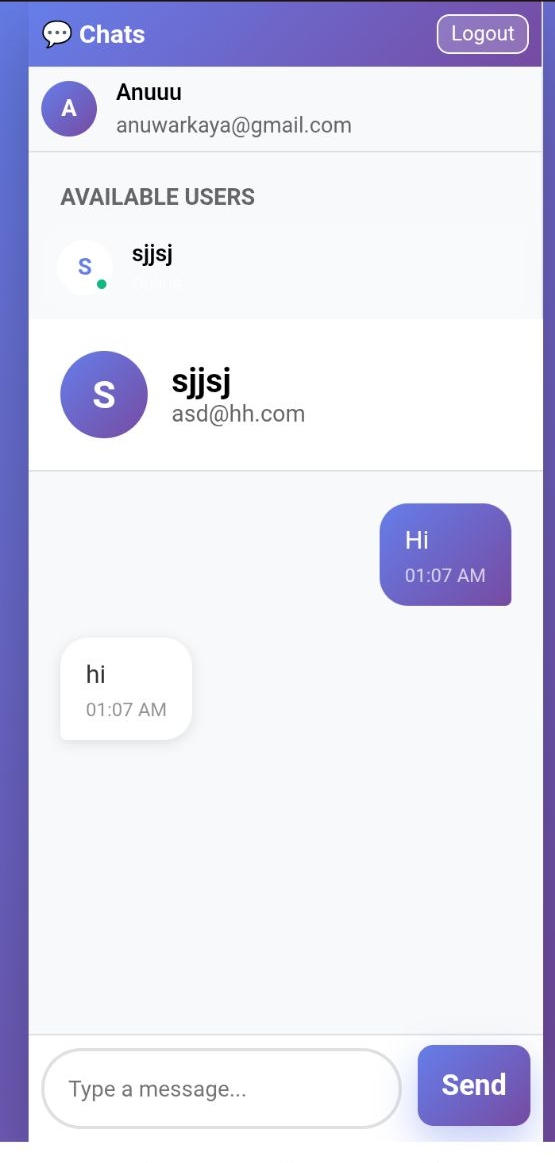 💬 Chats
Logout
A
Anuuu
anuwarkaya@gmail.com
AVAILABLE USERS
S
sjjsj
S
sjjsj
asd@hh.com
Hi
01:07 AM
hi
01:07 AM
Type a message...
Send